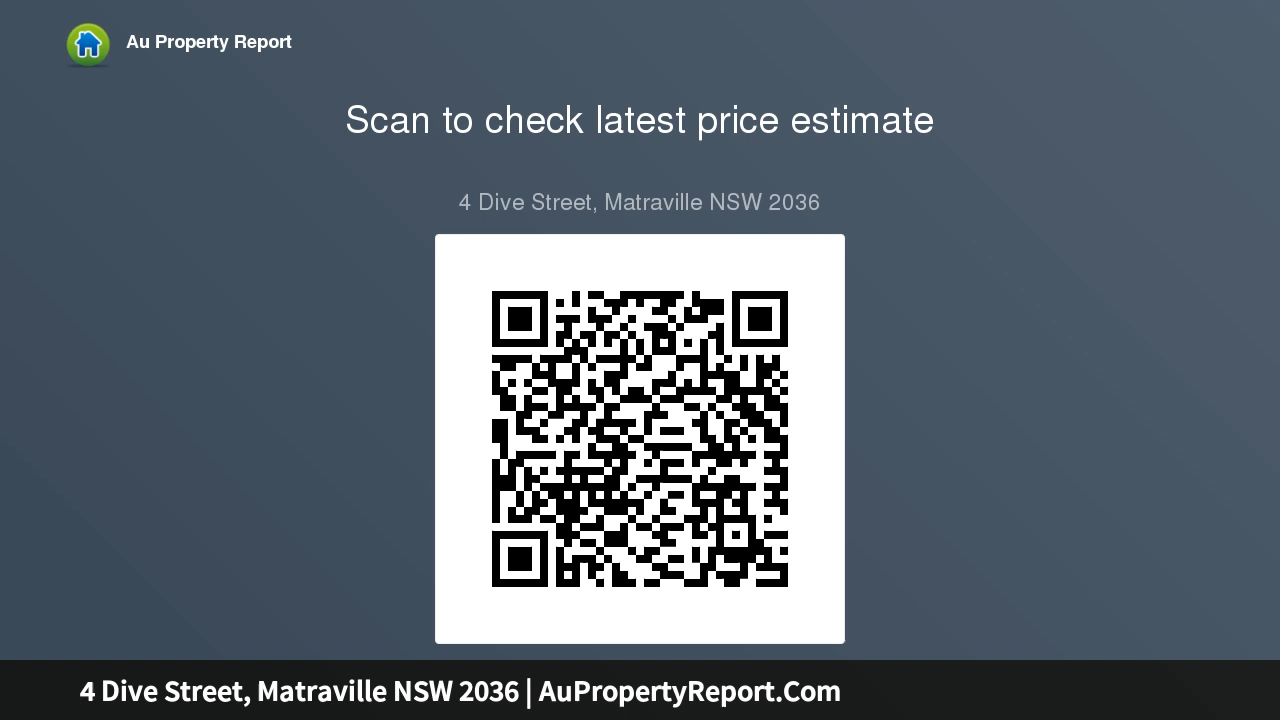 Au Property Report
Scan to check latest price estimate
4 Dive Street, Matraville NSW 2036
4 Dive Street, Matraville NSW 2036 | AuPropertyReport.Com